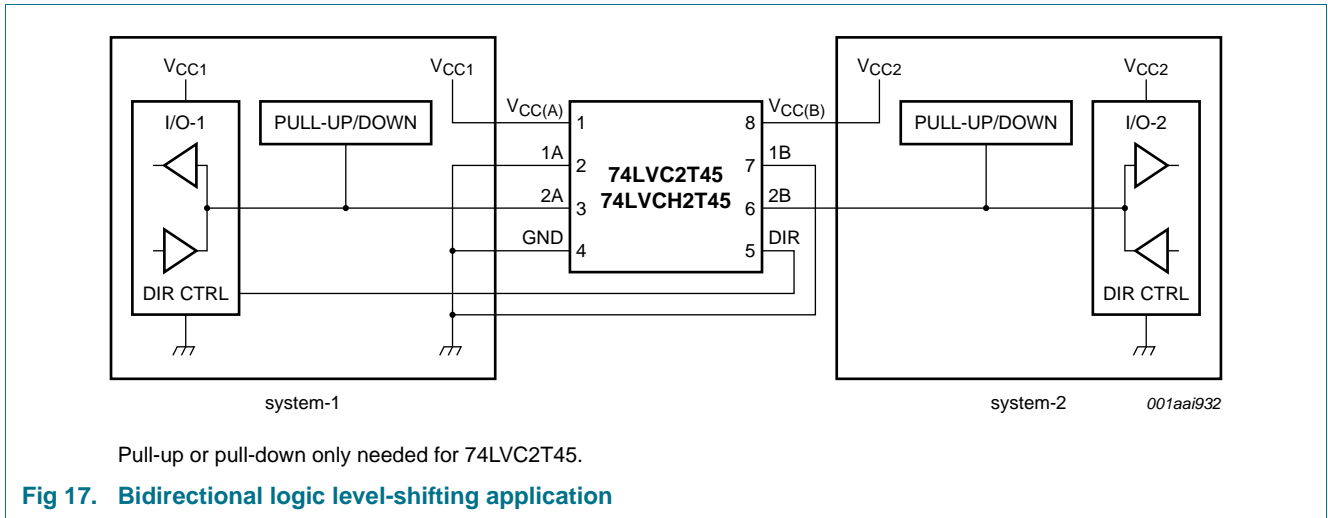 VCC1
VCC1
VCC2
VCC2
I/O-1
PULL-UP/DOWN
VCC(A)
1
8
VCC(B)
PULL-UP/DOWN
I/O-2
1A
2
74LVC2T45
7
1B
2A
3
74LVCH2T45
6
2B
GND
4
5
DIR
DIR CTRL
DIR CTRL
system-1
system-2
001aai932
Pull-up or pull-down only needed for 74LVC2T45.
Fig 17. Bidirectional logic level-shifting application